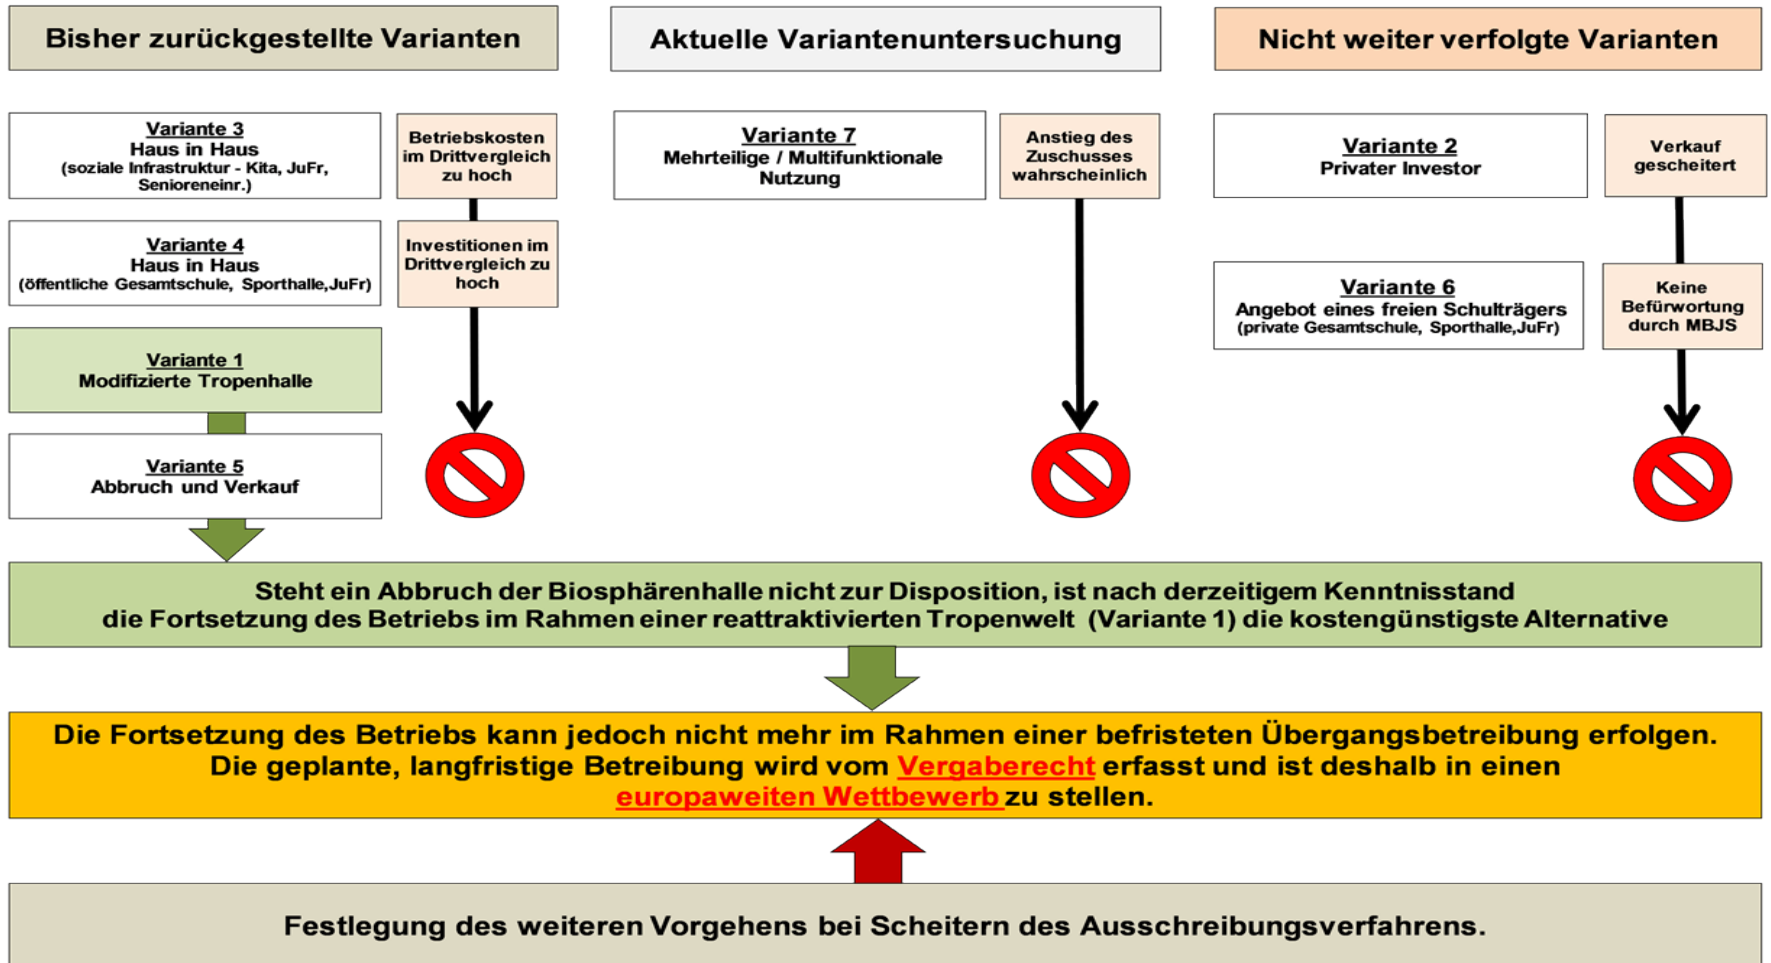 Bisher zurückgestellte Varianten
Aktuelle Variantenuntersuchung
Nicht weiter verfolgte Varianten
Variante 3
Haus in Haus
(soziale Infrastruktur - Kita, JuFr,
Senioreneinr.)
Betriebskosten
im Drittvergleich
zu hoch
Variante 4
Haus in Haus
(öffentliche Gesamtschule, Sporthalle,JuFr)
Investitionen im
Drittvergleich zu
hoch
Variante 1
Modifizierte Tropenhalle
Variante 5
Abbruch und Verkauf
Variante 7
Mehrteilige / Multifunktionale
Nutzung
Anstieg des
Zuschusses
wahrscheinlich
Variante 2
Privater Investor
Verkauf
gescheitert
Variante 6
Angebot eines freien Schulträgers
(private Gesamtschule, Sporthalle,JuFr)
Keine
Befürwortung
durch MBJS
Steht ein Abbruch der Biosphärenhalle nicht zur Disposition, ist nach derzeitigem Kenntnisstand
die Fortsetzung des Betriebs im Rahmen einer reattraktivierten Tropenwelt (Variante 1) die kostengünstigste Alternative
Die Fortsetzung des Betriebs kann jedoch nicht mehr im Rahmen einer befristeten Übergangsbetreibung erfolgen.
Die geplante, langfristige Betreibung wird vom Vergaberecht erfasst und ist deshalb in einen
europaweiten Wettbewerb zu stellen.
Festlegung des weiteren Vorgehens bei Scheitern des Ausschreibungsverfahrens.